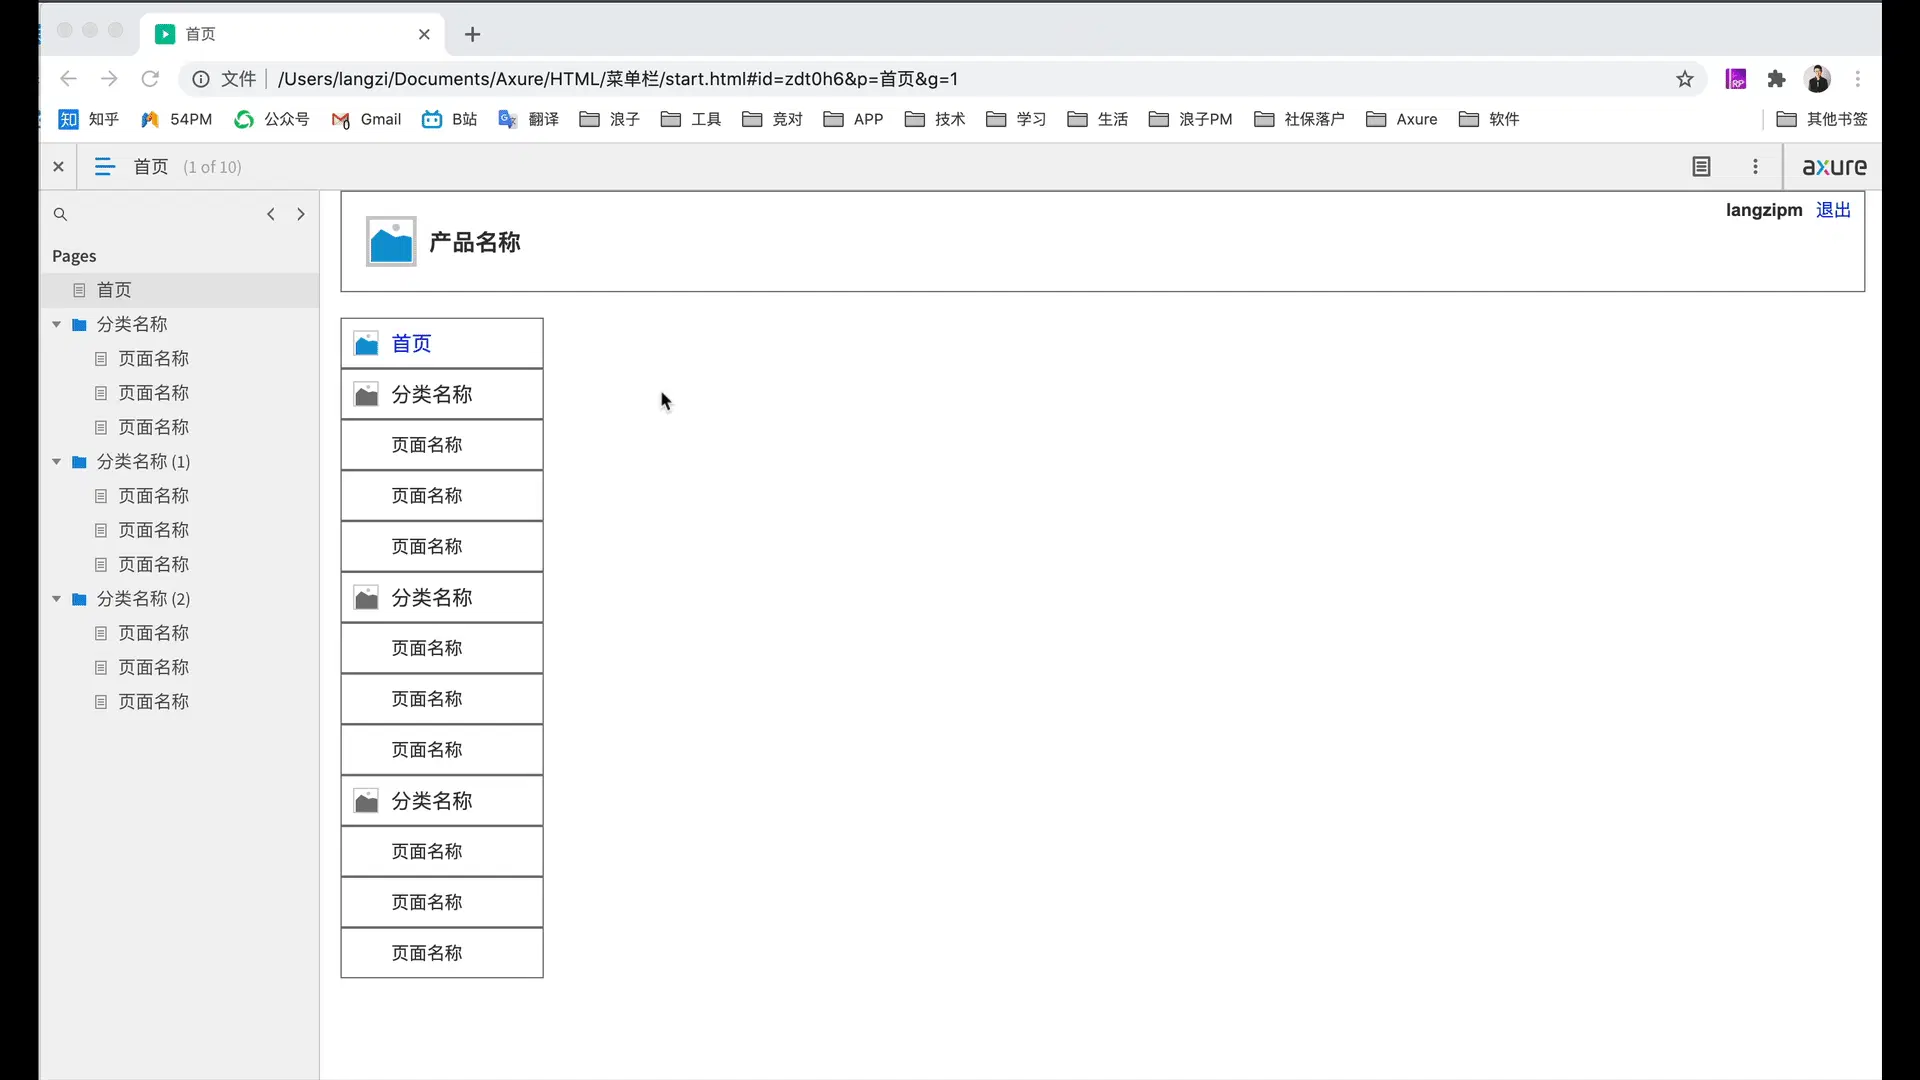 首页
文件 /Users/langzi/Documents/Axure/HTML/菜单栏/start.html#id=zdt0h6&p=首页&g=1
知 知乎 54PM 公众号 Gmail B站 翻译 浪子 工具 竞对 APP 技术 学习 生活 浪子PM 社保落户 Axure 软件 其他书签
首页 (1 of 10) axure
Pages
首页
分类名称
页面名称
页面名称
页面名称
分类名称 (1)
页面名称
页面名称
页面名称
分类名称 (2)
页面名称
页面名称
页面名称
langzipm 退出
产品名称
首页
分类名称
页面名称
页面名称
页面名称
分类名称
页面名称
页面名称
页面名称
分类名称
页面名称
页面名称
页面名称